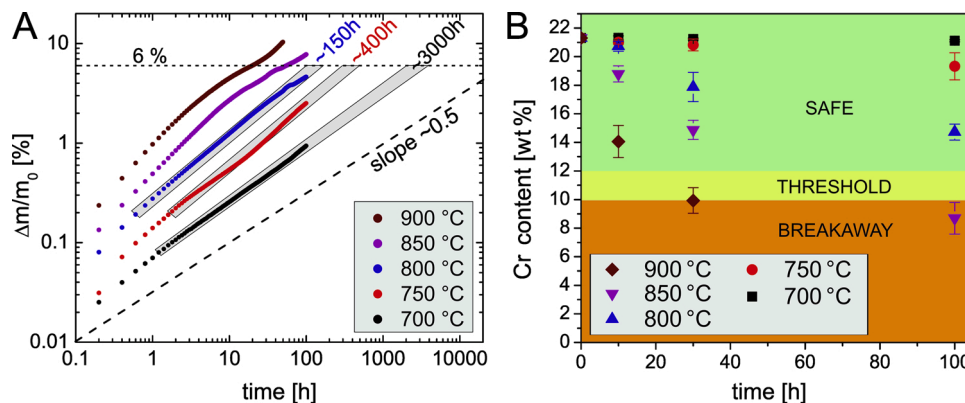 A
Δm/m₀ [%]
10
1
0.1
0.01
6 %
~150h
~400h
~3000h
slope ~0.5
900 °C
850 °C
800 °C
750 °C
700 °C
0.1
1
10
100
1000
10000
time [h]
B
Cr content [wt %]
22
20
18
16
14
12
10
8
6
4
2
0
SAFE
THRESHOLD
BREAKAWAY
900 °C
850 °C
800 °C
750 °C
700 °C
0
20
40
60
80
100
time [h]